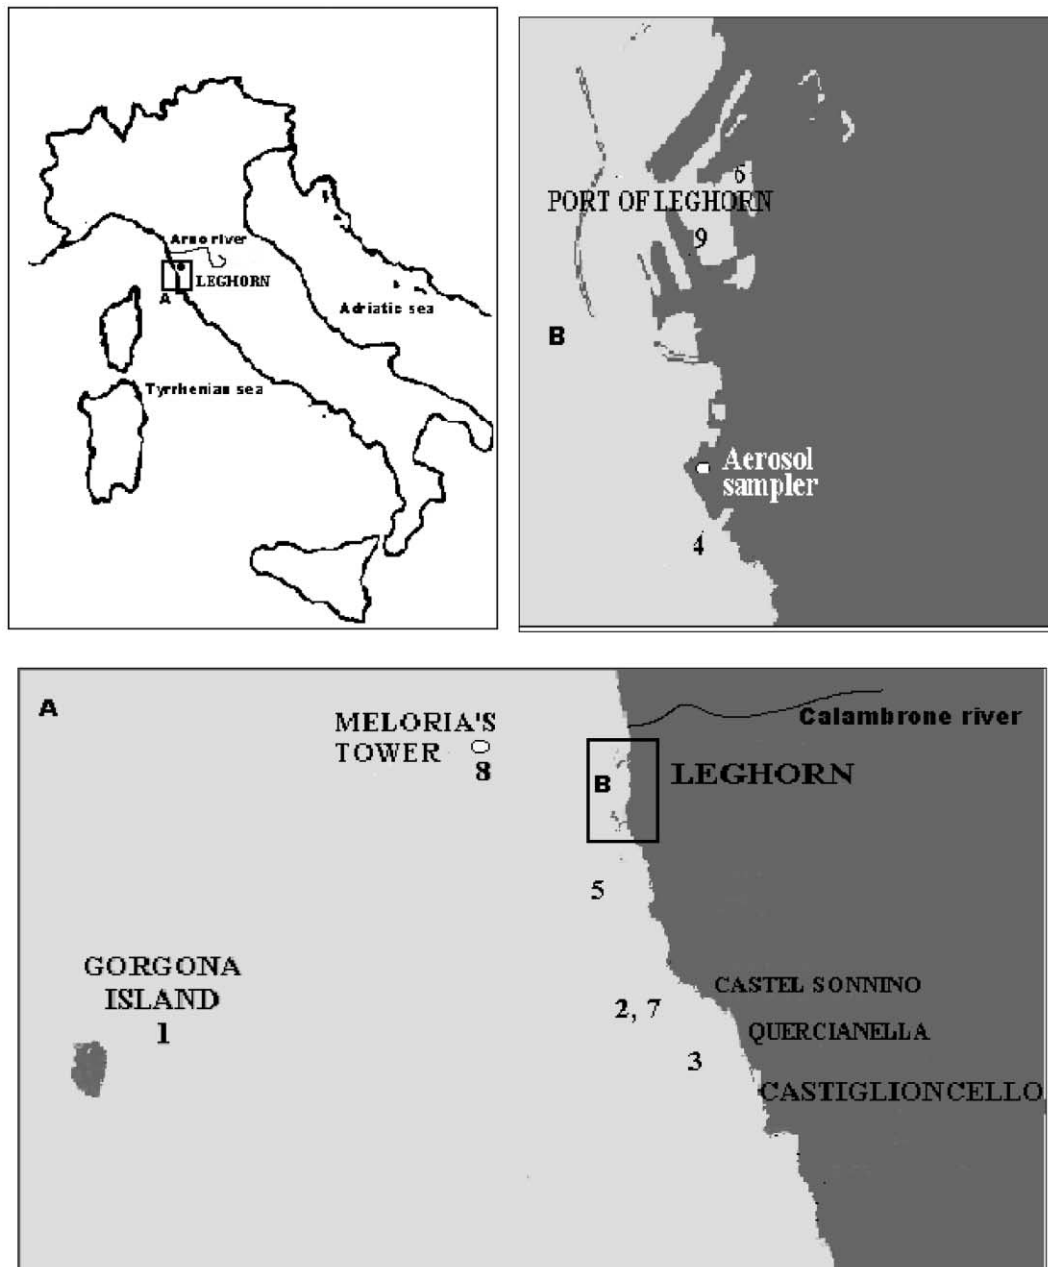 Arno river
LEGHORN
A
Adriatic sea
Tyrrhenian sea
6
PORT OF LEGHORN
9
B
Aerosol
sampler
4
A
MELORIA'S
TOWER
8
Calambrone river
B
LEGHORN
5
GORGONA
ISLAND
1
CASTEL SONNINO
2, 7
QUERCIANELLA
3
CASTIGLIONCELLO